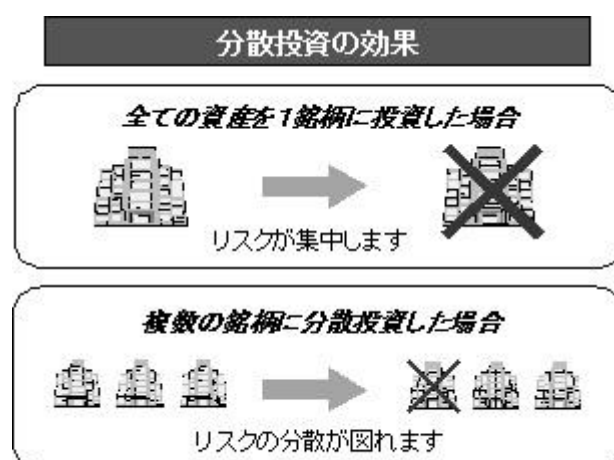 分散投資の効果
全ての資産を1銘柄に投資した場合
リスクが集中します
複数の銘柄に分散投資した場合
リスクの分散が図れます